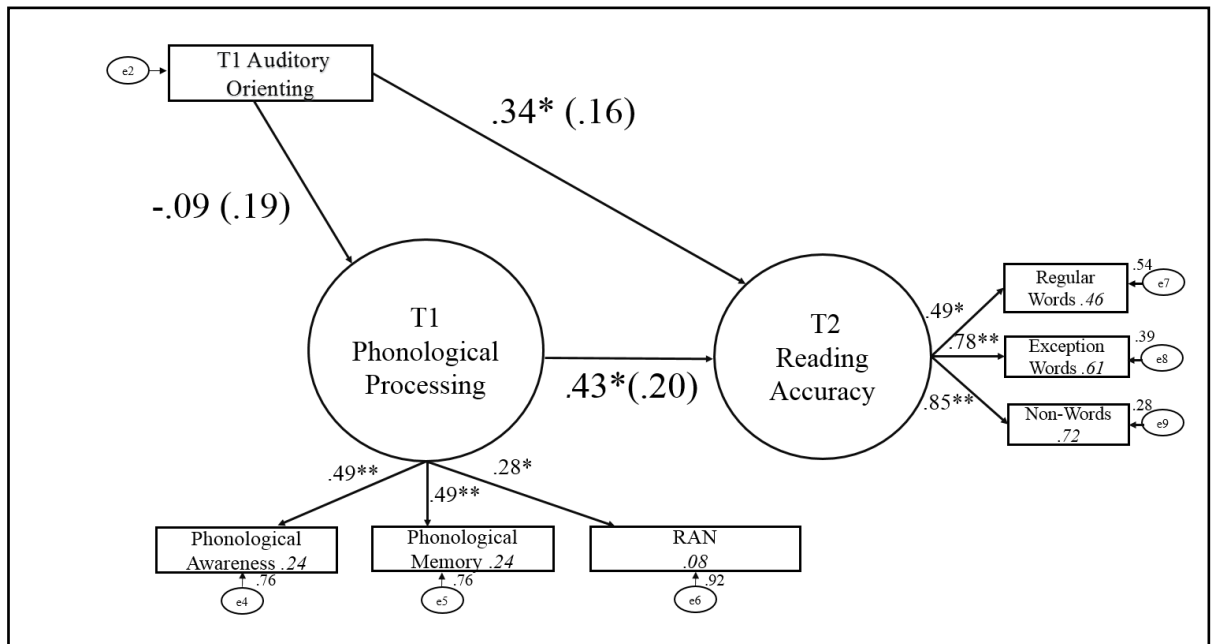 T1 Auditory
Orienting
e2
.34* (.16)
-.09 (.19)
T1
Phonological
Processing
T2
Reading
Accuracy
.43*(.20)
.49*
.78**
.85**
Regular
Words .46
.54
e7
Exception
Words .61
.39
e8
Non-Words
.72
.28
e9
.49**
.49**
.28*
Phonological
Awareness .24
Phonological
Memory .24
RAN
.08
.76
e4
.76
e5
.92
e6